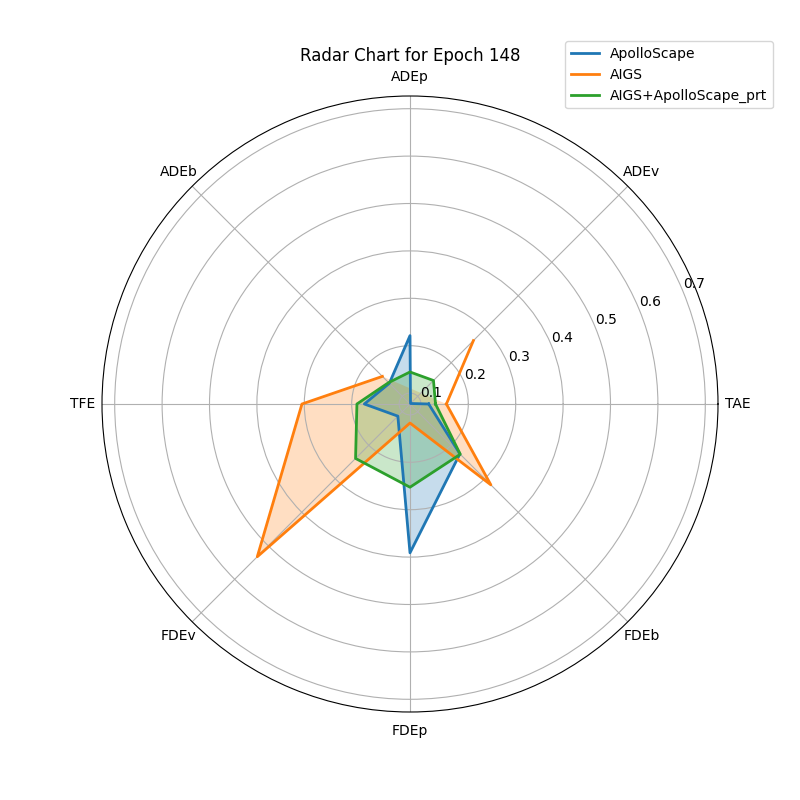 Radar Chart for Epoch 148
ApolloScape
AIGS
AIGS+ApolloScape_prt
ADEp
ADEb
ADEv
0.7
0.6
0.5
0.4
0.3
0.2
0.1
TFE
TAE
FDEv
FDEb
FDEp